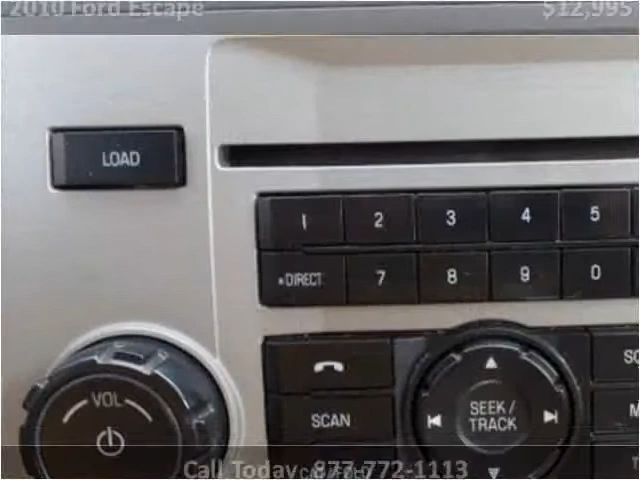 2010 Ford Escape $12,995
LOAD
1 2 3 4 5
*DIRECT 7 8 9 0
SCAN
SEEK/
TRACK
VOL
Call Today 877-772-1113